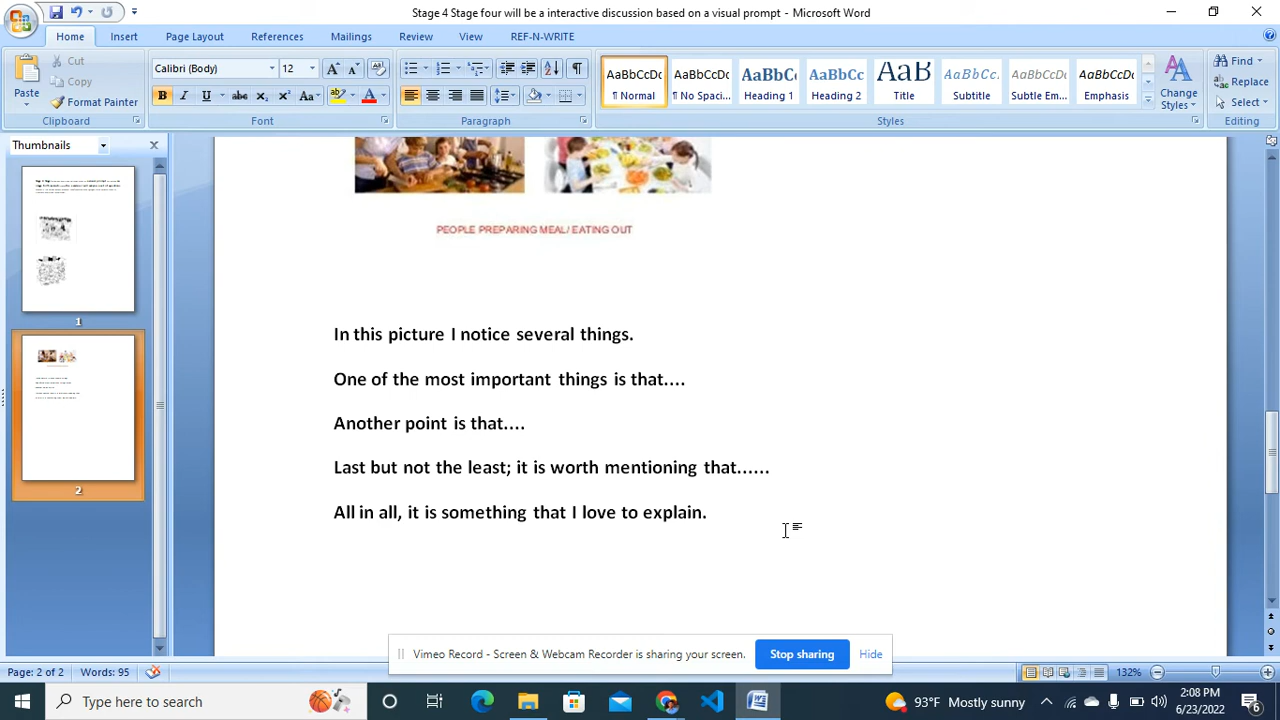 Stage 4 Stage four will be a interactive discussion based on a visual prompt - Microsoft Word
Home Insert Page Layout References Mailings Review View REF-N-WRITE
Cut
Copy
Format Painter
Paste
Clipboard
Calibri (Body) 12
Font
Paragraph
AaBbCcDc AaBbCcDc AaBbCc AaBbCc AaB AaBbCc. AaBbCcDc AaBbCcDc
¶ Normal ¶ No Spaci... Heading 1 Heading 2 Title Subtitle Subtle Em... Emphasis
Styles
Change Styles
Find
Replace
Select
Editing
Thumbnails
1
2
PEOPLE PREPARING MEAL/ EATING OUT
In this picture I notice several things.
One of the most important things is that....
Another point is that....
Last but not the least; it is worth mentioning that......
All in all, it is something that I love to explain.
Vimeo Record - Screen & Webcam Recorder is sharing your screen. Stop sharing Hide
Page: 2 of 2 Words: 95 132%
Type here to search
93°F Mostly sunny
2:08 PM
6/23/2022
6